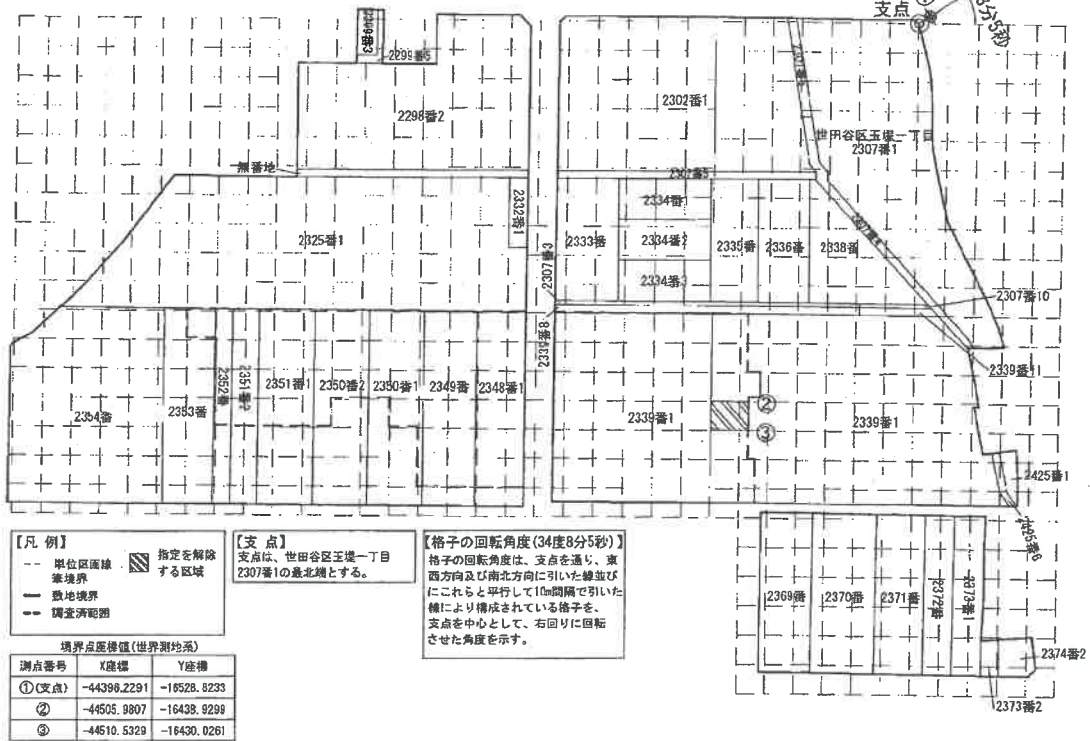 支点
8分5秒
2309番3
2299番5
2298番2
2302番1
世田谷区玉堤一丁目
2307番1
無番地
2302番5
2332番1
2325番1
2334番1
2333番
2334番2
2335番
2336番
2338番
2307番4
2334番3
2307番3
2307番10
2339番8
2339番11
2354番
2353番
2352番
2351番2
2351番1
2350番2
2350番1
2349番
2348番1
2339番1
②
③
2339番1
2425番1
2425番6
2369番
2370番
2371番
2372番1
2373番1
2374番2
2373番2
【凡 例】
単位区画線
筆境界
敷地境界
調査済範囲
指定を解除
する区域
【支 点】
支点は、世田谷区玉堤一丁目
2307番1の最北端とする。
【格子の回転角度(34度8分5秒)】
格子の回転角度は、支点を通り、東
西方向及び南北方向に引いた線並び
にこれらと平行して10m間隔で引いた
線により構成されている格子を、
支点を中心として、右回りに回転
させた角度を示す。
境界点座標値(世界測地系)
測点番号 X座標 Y座標
①(支点) -44396.2291 -16528.8233
② -44505.9807 -16438.9299
③ -44510.5329 -16430.0261